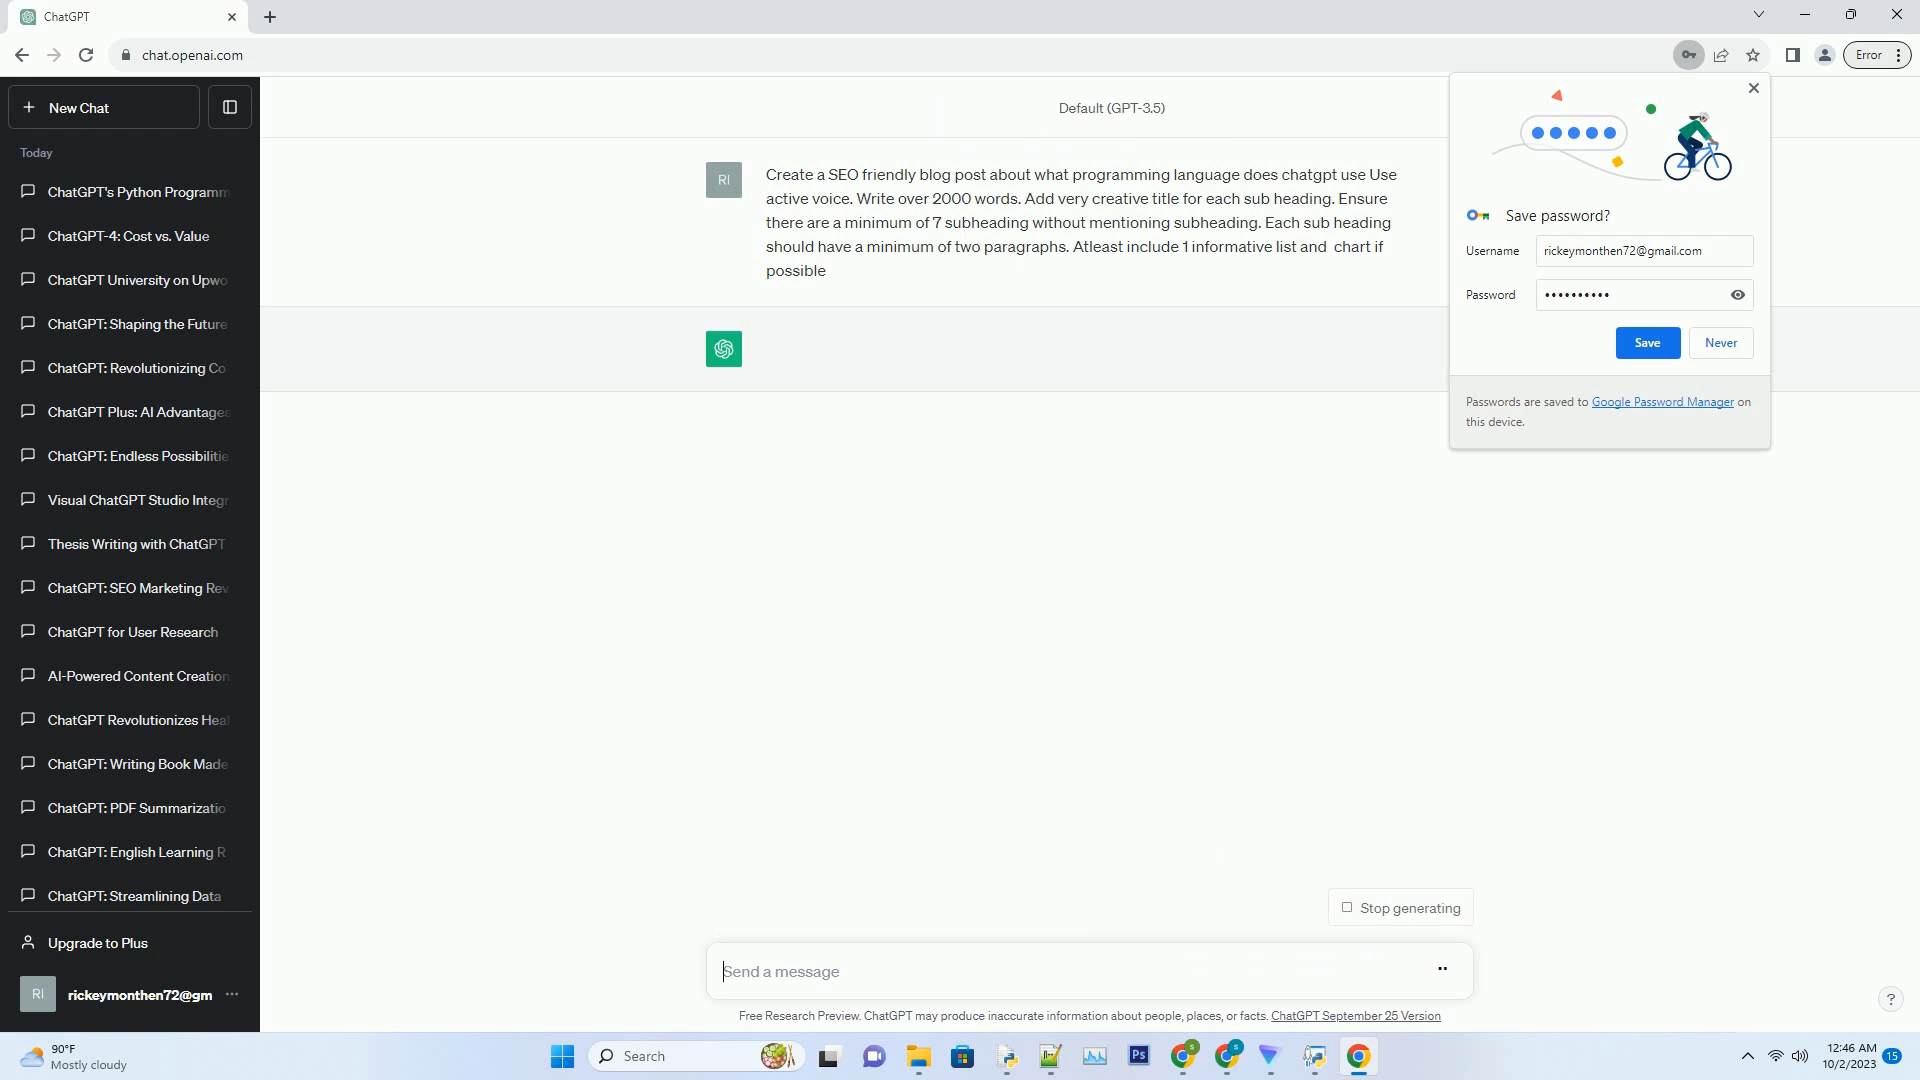 ChatGPT
chat.openai.com
Error
New Chat
Today
ChatGPT's Python Programm
ChatGPT-4: Cost vs. Value
ChatGPT University on Upwo
ChatGPT: Shaping the Future
ChatGPT: Revolutionizing Co
ChatGPT Plus: AI Advantages
ChatGPT: Endless Possibilitie
Visual ChatGPT Studio Integr
Thesis Writing with ChatGPT
ChatGPT: SEO Marketing Rev
ChatGPT for User Research
AI-Powered Content Creation
ChatGPT Revolutionizes Heal
ChatGPT: Writing Book Made
ChatGPT: PDF Summarizatio
ChatGPT: English Learning R
ChatGPT: Streamlining Data
Upgrade to Plus
RI rickeymonthen72@gm
Default (GPT-3.5)
RI
Create a SEO friendly blog post about what programming language does chatgpt use Use
active voice. Write over 2000 words. Add very creative title for each sub heading. Ensure
there are a minimum of 7 subheading without mentioning subheading. Each sub heading
should have a minimum of two paragraphs. Atleast include 1 informative list and  chart if
possible
Save password?
Username rickeymonthen72@gmail.com
Password ••••••••••
Save Never
Passwords are saved to Google Password Manager on
this device.
Stop generating
Send a message
Free Research Preview. ChatGPT may produce inaccurate information about people, places, or facts. ChatGPT September 25 Version
?
90°F
Mostly cloudy
Search
Ps
S
S
12:46 AM
10/2/2023
15